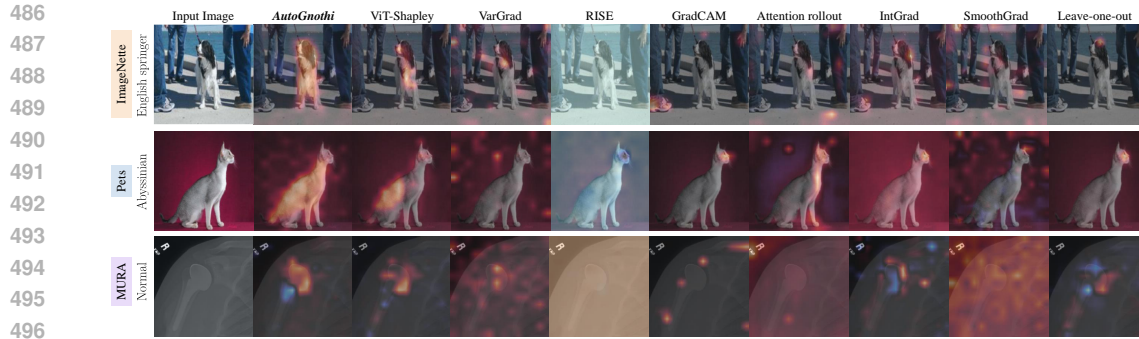 486
Input Image AutoGnothi ViT-Shapley VarGrad RISE GradCAM Attention rollout IntGrad SmoothGrad Leave-one-out
487
488
489
ImageNette
English springer
490
491
492
493
Pets
Abyssinian
494
495
496
MURA
Normal
R
R
R
R
R
R
R
R
R
R